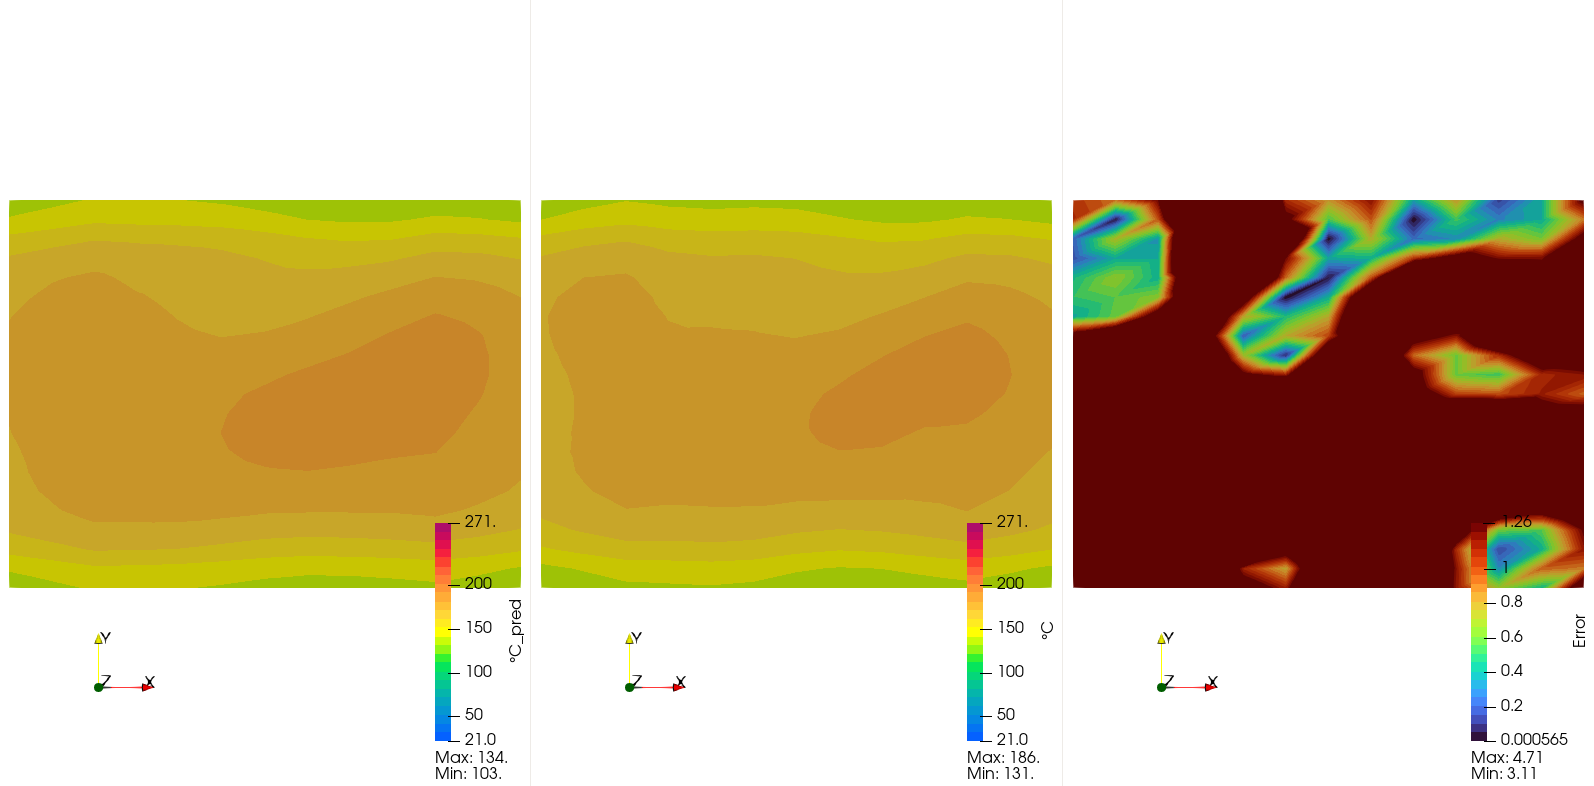 271.
200
150
100
50
21.0
°C_pred
Max: 134.
Min: 103.
Y
Z
X
271.
200
150
100
50
21.0
°C
Max: 186.
Min: 131.
Y
Z
X
1.26
1
0.8
0.6
0.4
0.2
0.000565
Error
Max: 4.71
Min: 3.11
Y
Z
X